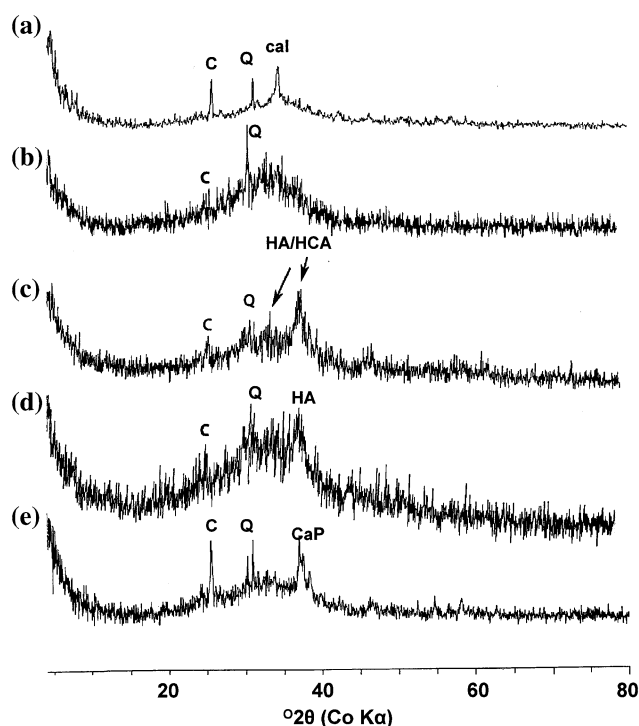 (a)
C Q cal
(b)
C Q
HA/HCA
(c)
C Q
(d)
C Q HA
(e)
C Q CaP
20 40 60 80
°2θ (Co Kα)